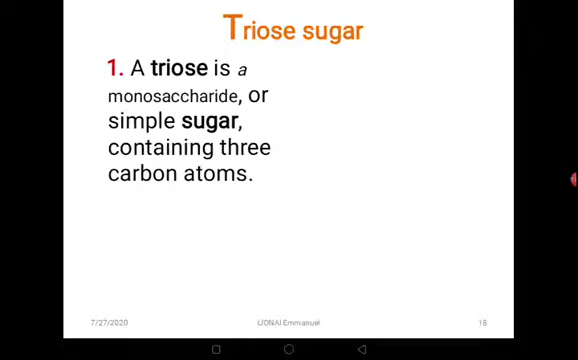 Triose sugar
1. A triose is a
monosaccharide, or
simple sugar,
containing three
carbon atoms.
7/27/2020 IJONAI Emmanuel 18